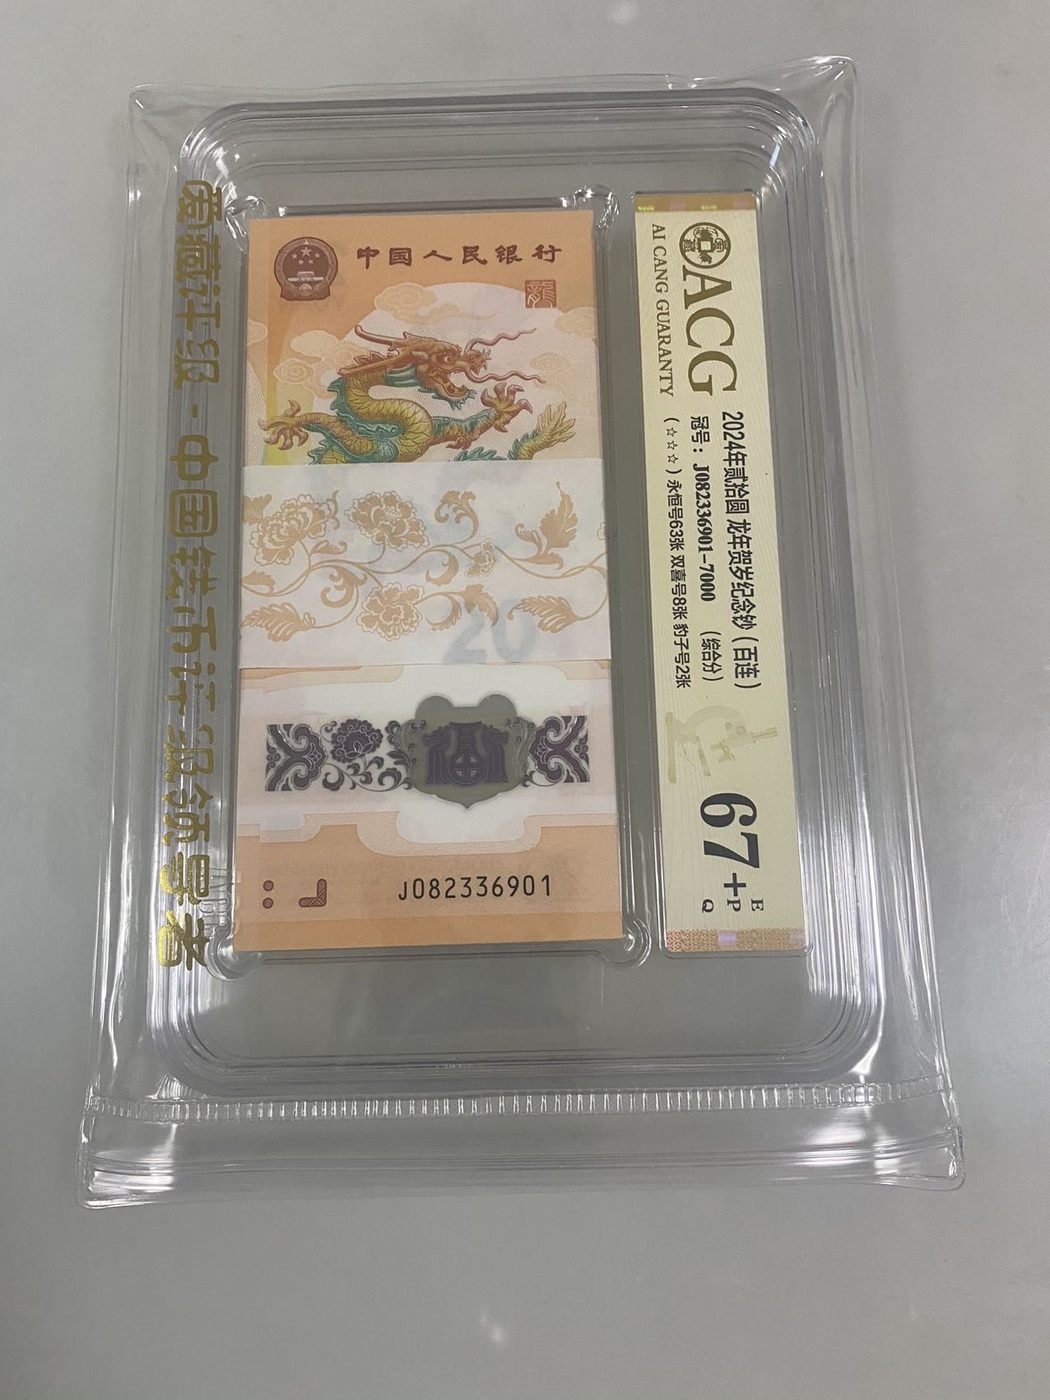 爱藏评级-中国钱币评级领导者
中国人民银行
龍
20
J082336901
ACG
AI CANG GUARANTY
2024年贰拾圆 龙年贺岁纪念钞（百连）
冠号：J082336901-7000 （综合分）
（☆☆☆）永恒号63张 双喜号8张 豹子号2张
67+
E
P
Q